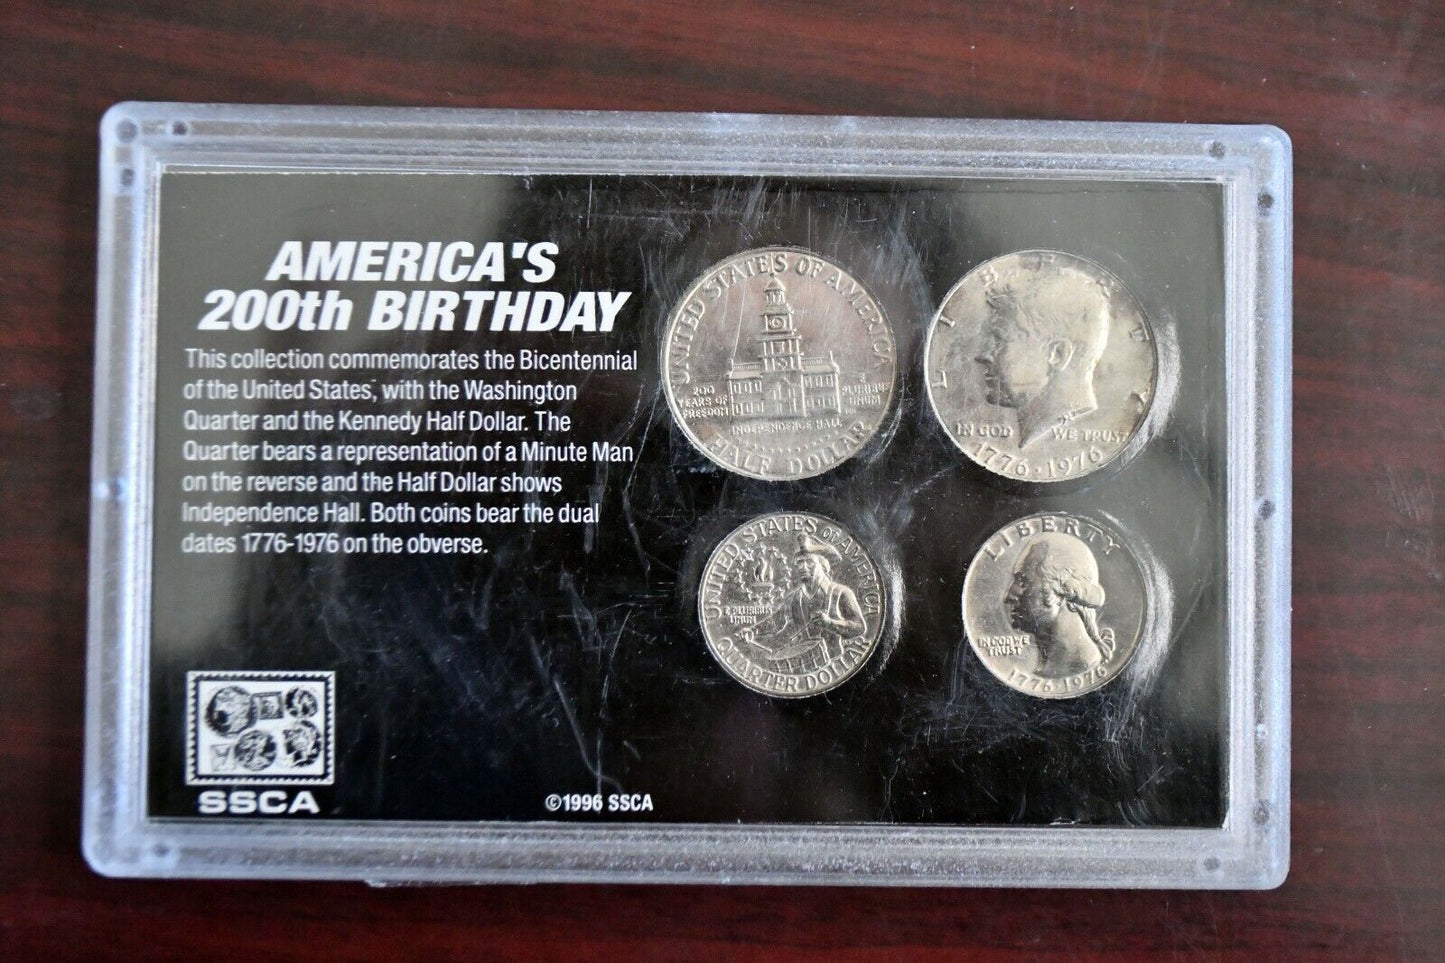 AMERICA'S
200th BIRTHDAY
This collection commemorates the Bicentennial
of the United States, with the Washington
Quarter and the Kennedy Half Dollar. The
Quarter bears a representation of a Minute Man
on the reverse and the Half Dollar shows
Independence Hall. Both coins bear the dual
dates 1776-1976 on the obverse.
SSCA
©1996 SSCA
UNITED STATES OF AMERICA
200
YEARS OF
FREEDOM
E
PLURIBUS
UNUM
INDEPENDENCE HALL
HALF DOLLAR
LIBERTY
IN GOD WE TRUST
1776·1976
UNITED STATES OF AMERICA
E PLURIBUS
UNUM
QUARTER DOLLAR
LIBERTY
IN GOD WE
TRUST
1776·1976